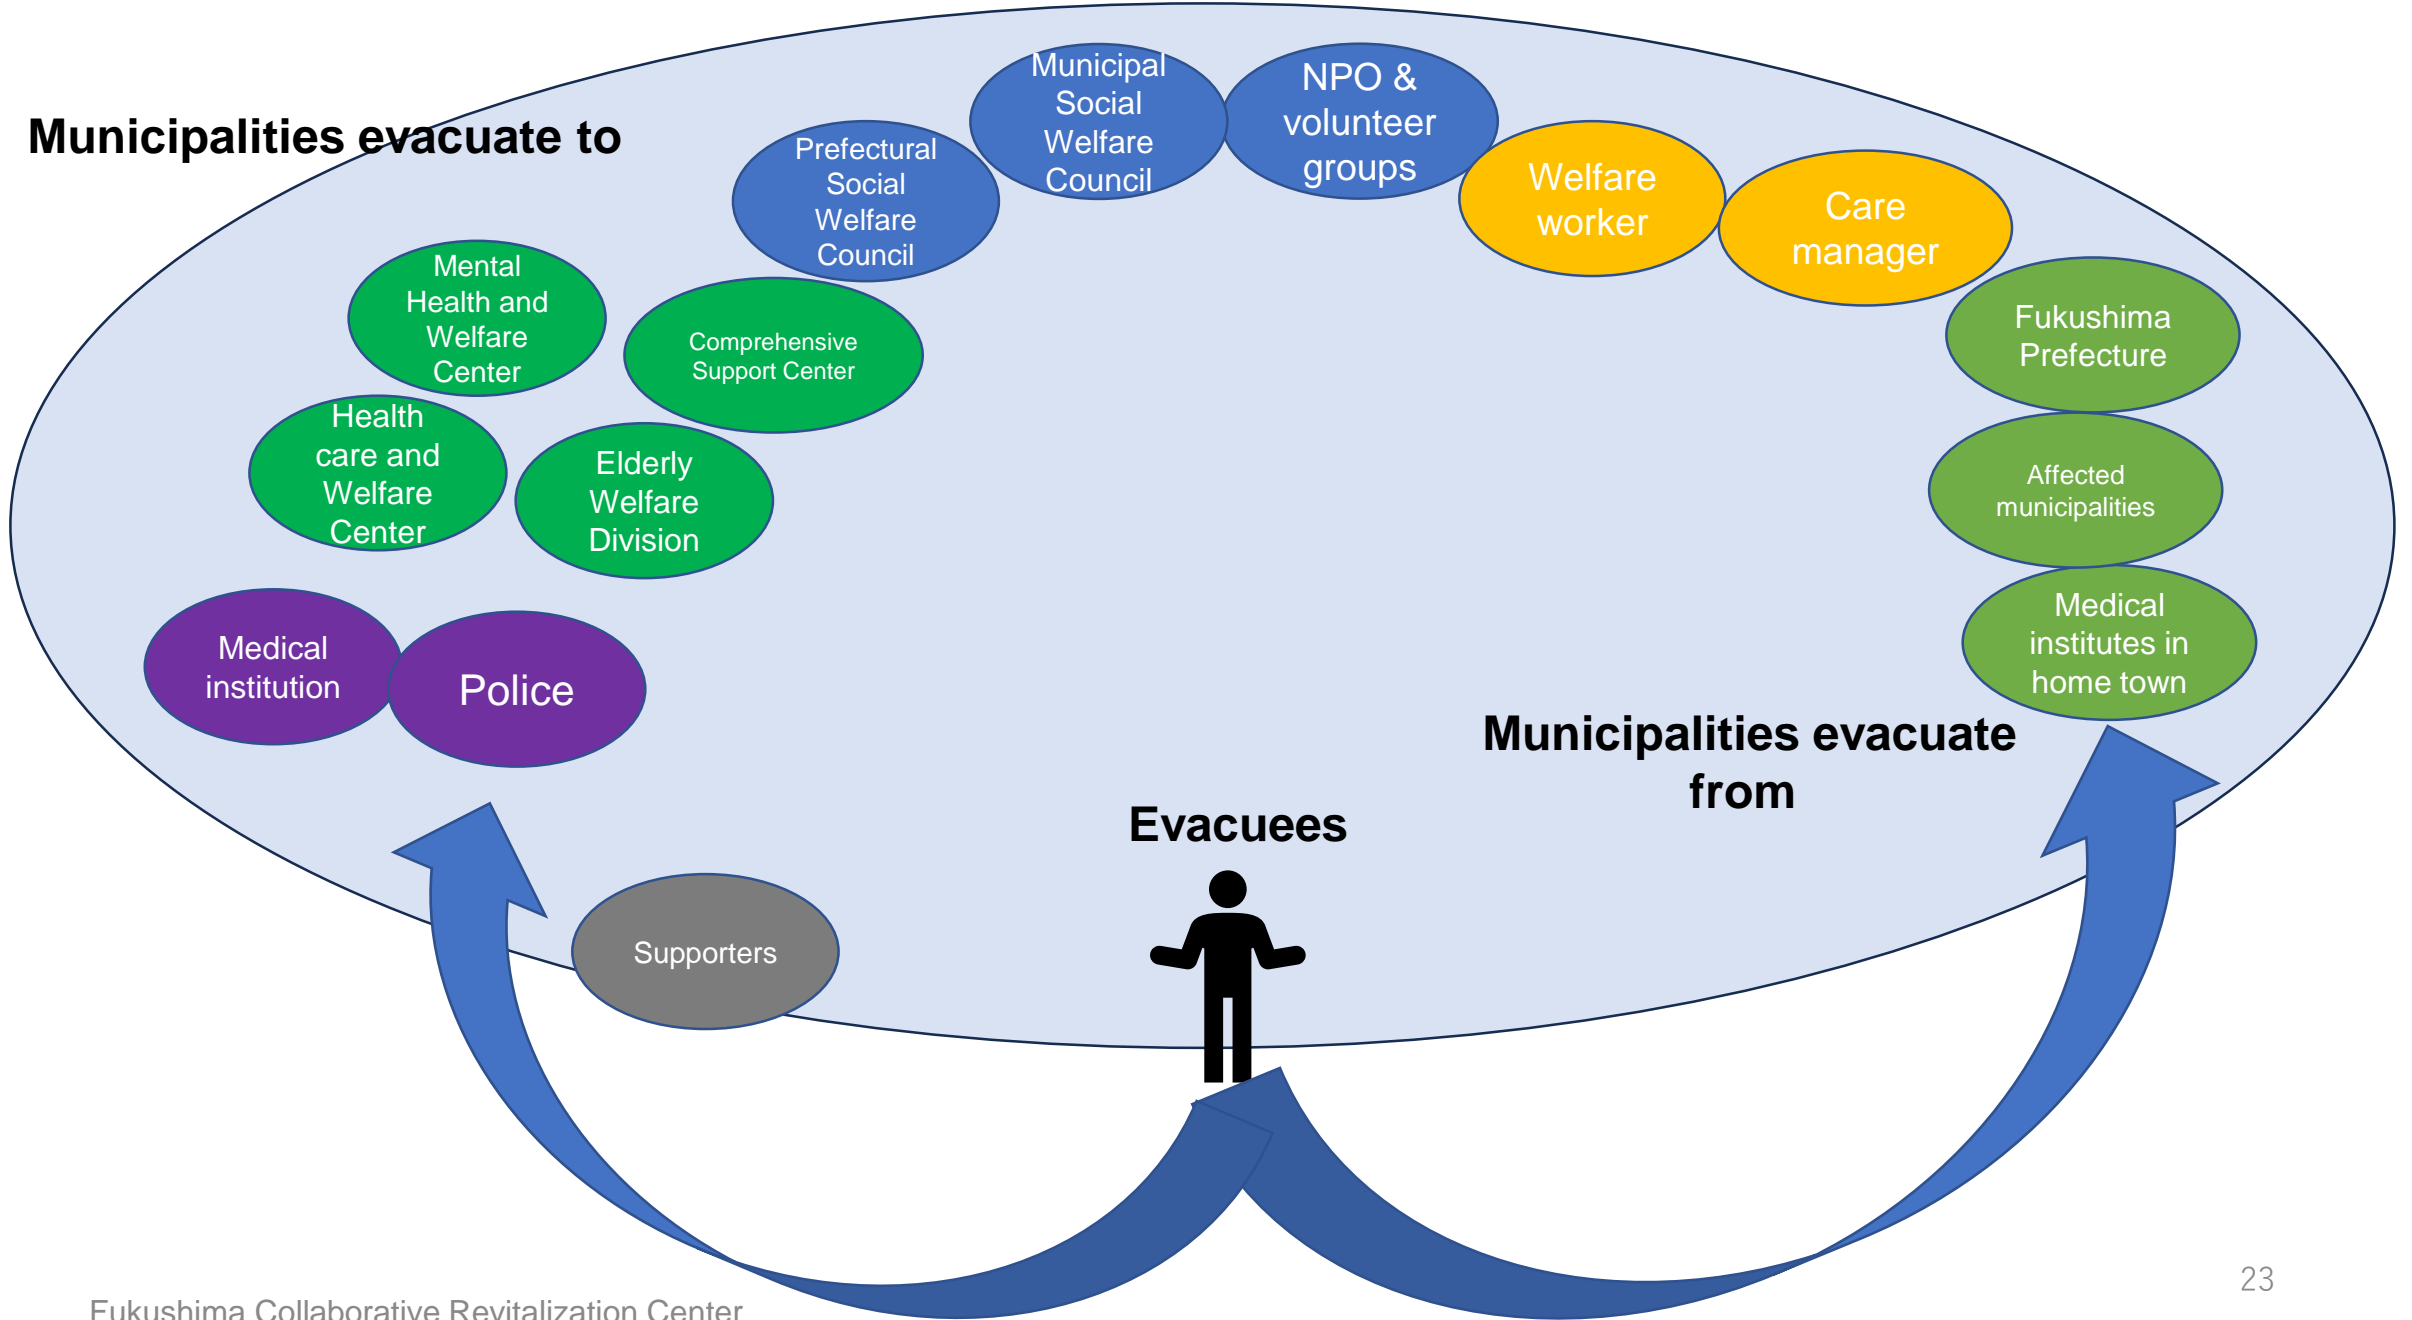 Municipalities evacuate to
Municipal
Social
Welfare
Council
NPO &
volunteer
groups
Prefectural
Social
Welfare
Council
Welfare
worker
Care
manager
Mental
Health and
Welfare
Center
Comprehensive
Support Center
Fukushima
Prefecture
Health
care and
Welfare
Center
Elderly
Welfare
Division
Affected
municipalities
Medical
institution
Police
Medical
institutes in
home town
Municipalities evacuate
from
Evacuees
Supporters
Fukushima Collaborative Revitalization Center
23